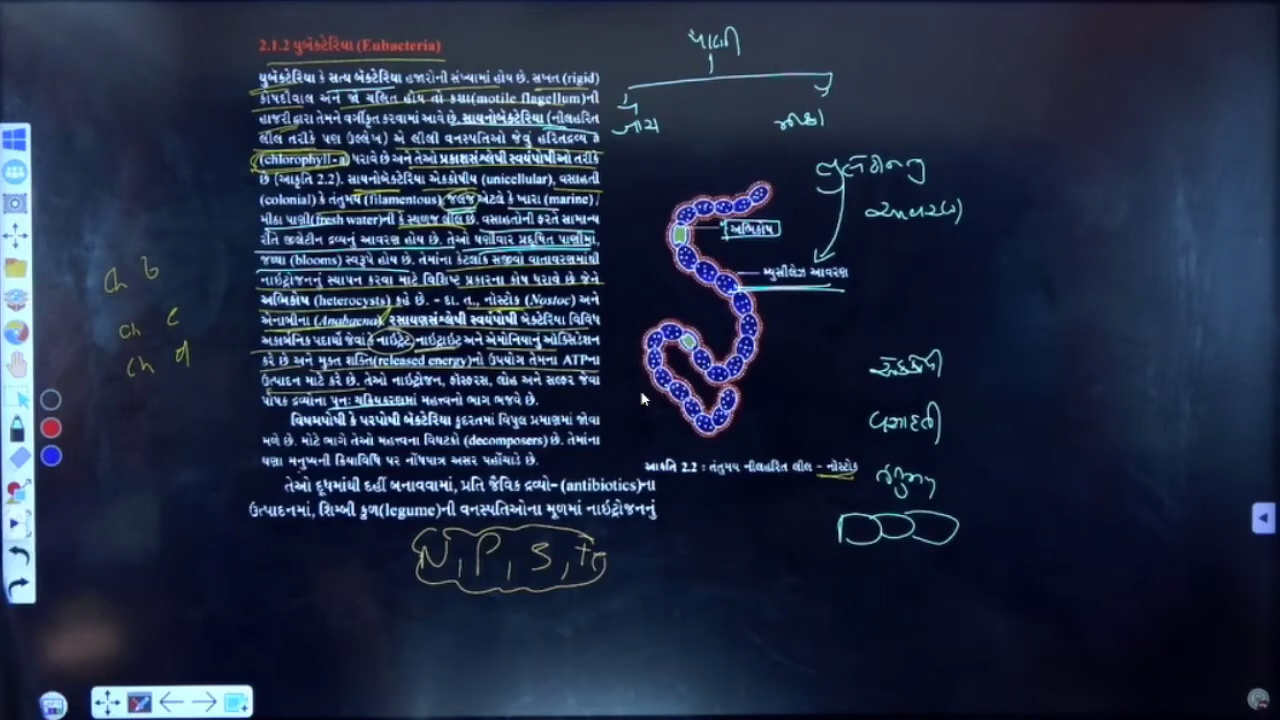 2.1.2 યુબૅક્ટેરિયા (Eubacteria)
યુબૅક્ટેરિયા કે સત્ય બૅક્ટેરિયા હજારોની સંખ્યામાં હોય છે. સખત (rigid)
કોષદીવાલ અને જો ચલિત હોય તો કશા(motile flagellum)ની
હાજરી દ્વારા તેમને વર્ગીકૃત કરવામાં આવે છે. સાયનોબૅક્ટેરિયા (નીલહરિત
લીલ તરીકે પણ ઉલ્લેખ) એ લીલી વનસ્પતિઓ જેવું હરિતદ્રવ્ય a
(chlorophyll-a) ધરાવે છે અને તેઓ પ્રકાશસંશ્લેષી સ્વયંપોષીઓ તરીકે
છે (આકૃતિ 2.2). સાયનોબૅક્ટેરિયા એકકોષીય (unicellular), વસાહતી
(colonial) કે તંતુમય (filamentous), જલજ એટલે કે ખારા (marine),
મીઠા પાણી(fresh water)ની કે સ્થળજ લીલ છે. વસાહતોની ફરતે સામાન્ય
રીતે જીલેટીન દ્રવ્યનું આવરણ હોય છે. તેઓ ઘણીવાર પ્રદૂષિત પાણીમાં,
જથ્થા (blooms) સ્વરૂપે હોય છે. તેમાંના કેટલાક સજીવો વાતાવરણમાંથી
નાઇટ્રોજનનું સ્થાપન કરવા માટે વિશિષ્ટ પ્રકારના કોષ ધરાવે છે જેને
અભિકોષ (heterocysts) કહે છે. - દા. ત., નોસ્ટોક (Nostoc) અને
એનાબીના (Anabaena). રસાયણસંશ્લેષી સ્વયંપોષી બૅક્ટેરિયા વિવિધ
અકાર્બનિક પદાર્થો જેવાં કે નાઇટ્રેટ, નાઇટ્રાઇટ અને એમોનિયાનું ઑક્સિડેશન
કરે છે અને મુક્ત શક્તિ(released energy)નો ઉપયોગ તેમના ATPના
ઉત્પાદન માટે કરે છે. તેઓ નાઇટ્રોજન, ફૉસ્ફરસ, લોહ અને સલ્ફર જેવા
પોષક દ્રવ્યોના પુનઃ ચક્રિયકરણમાં મહત્ત્વનો ભાગ ભજવે છે.
વિષમપોષી કે પરપોષી બૅક્ટેરિયા કુદરતમાં વિપુલ પ્રમાણમાં જોવા
મળે છે. મોટે ભાગે તેઓ મહત્ત્વના વિઘટકો (decomposers) છે. તેમાંના
ઘણા મનુષ્યની ક્રિયાવિધિ પર નોંધપાત્ર અસર પહોંચાડે છે.
તેઓ દૂધમાંથી દહીં બનાવવામાં, પ્રતિ જૈવિક દ્રવ્યો-(antibiotics)ના
ઉત્પાદનમાં, શિમ્બી કુળ(legume)ની વનસ્પતિઓના મૂળમાં નાઇટ્રોજનનું
N, P, S, Fe
ch b
ch c
ch d
પાણી
અભિકોષ
મ્યુસીલેઝ આવરણ
આવરણ
એકકોષી
વસાહતી
તંતુમય
આકૃતિ 2.2 : તંતુમય નીલહરિત લીલ - નૉસ્ટોક